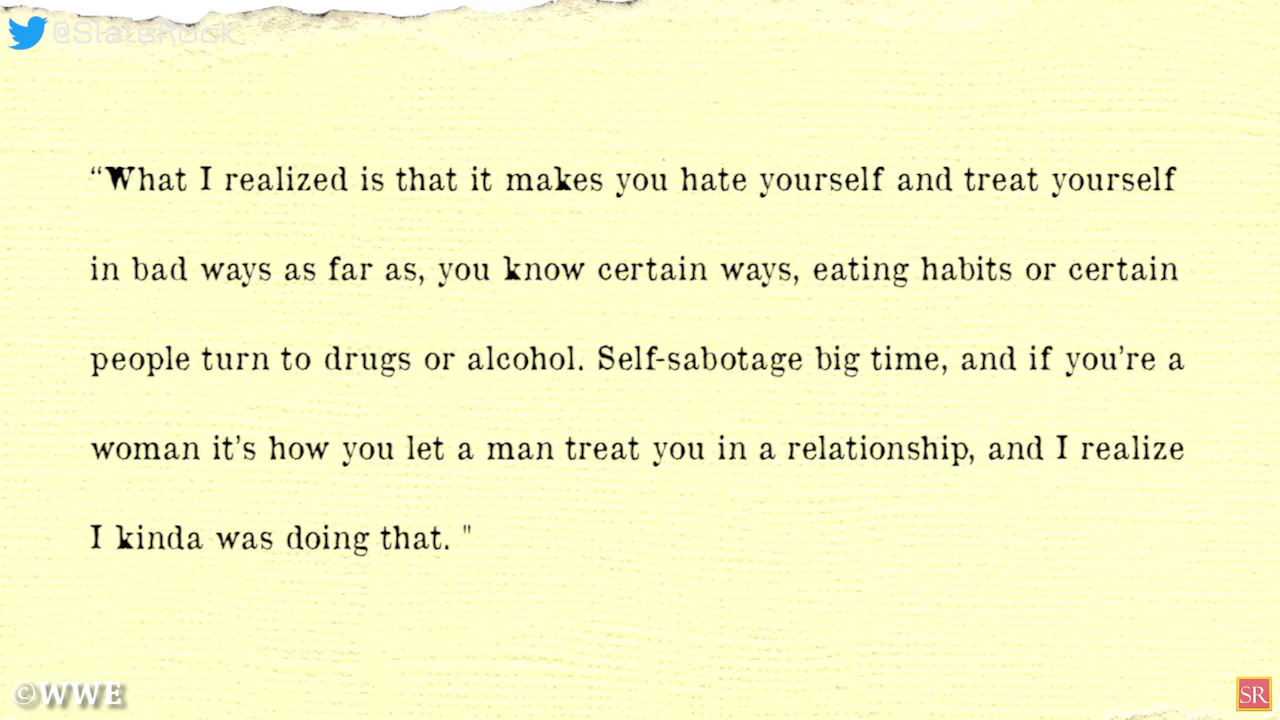 @SlateRock
“What I realized is that it makes you hate yourself and treat yourself
in bad ways as far as, you know certain ways, eating habits or certain
people turn to drugs or alcohol. Self-sabotage big time, and if you're a
woman it's how you let a man treat you in a relationship, and I realize
I kinda was doing that. "
©WWE
SR